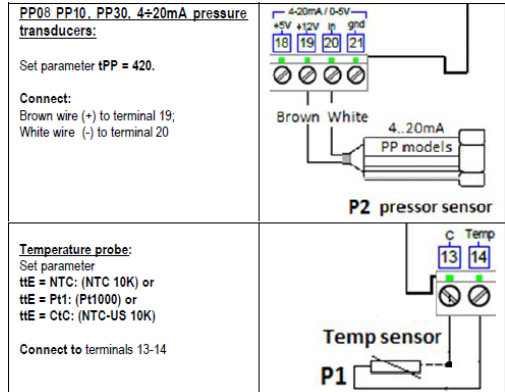 PP08 PP10, PP30, 4÷20mA pressure
transducers:
Set parameter tPP = 420.
Connect:
Brown wire (+) to terminal 19;
White wire (-) to terminal 20
4-20mA / 0-5V
+5V +12V In gnd
18 19 20 21
Brown White
4..20mA
PP models
P2 pressor sensor
Temperature probe:
Set parameter
ttE = NTC: (NTC 10K) or
ttE = Pt1: (Pt1000) or
ttE = CtC: (NTC-US 10K)
Connect to terminals 13-14
C Temp
13 14
Temp sensor
P1